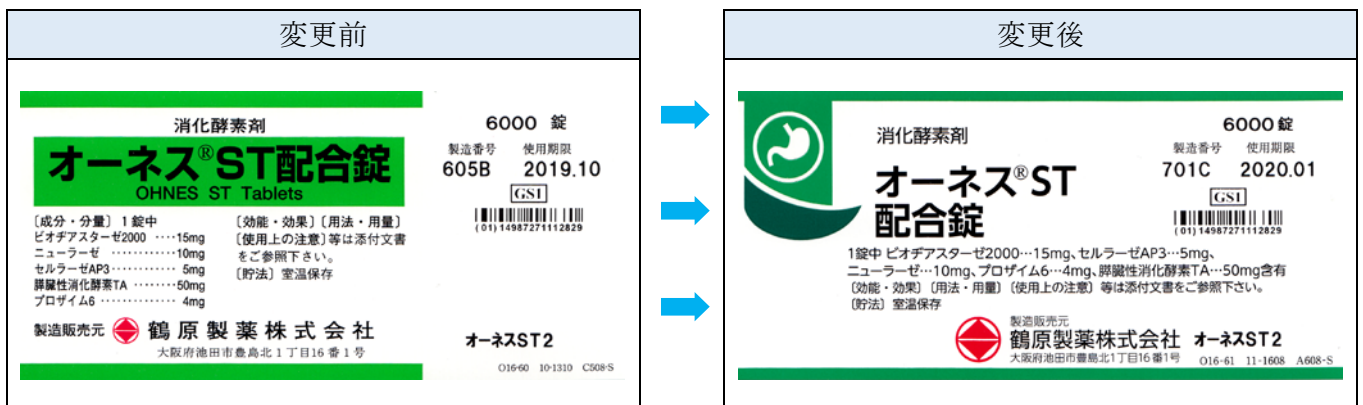 変更前
消化酵素剤
オーネス®ST配合錠
OHNES ST Tablets
〔成分・分量〕1錠中
ビオヂアスターゼ2000 ‥‥15mg
ニューラーゼ ‥‥‥‥‥‥10mg
セルラーゼAP3‥‥‥‥‥‥ 5mg
膵臓性消化酵素TA ‥‥‥‥50mg
プロザイム6 ‥‥‥‥‥‥‥ 4mg
〔効能・効果〕〔用法・用量〕
〔使用上の注意〕等は添付文書
をご参照下さい。
〔貯法〕室温保存
製造販売元 鶴原製薬株式会社
大阪府池田市豊島北1丁目16番1号
6000 錠
製造番号 使用期限
605B 2019.10
GS1
(01)14987271112829
オーネスST2
O16-60 10-1310 C508-S
変更後
消化酵素剤
オーネス®ST
配合錠
1錠中 ビオヂアスターゼ2000…15mg、セルラーゼAP3…5mg、
ニューラーゼ…10mg、プロザイム6…4mg、膵臓性消化酵素TA…50mg含有
〔効能・効果〕〔用法・用量〕〔使用上の注意〕等は添付文書をご参照下さい。
〔貯法〕室温保存
製造販売元
鶴原製薬株式会社
大阪府池田市豊島北1丁目16番1号
6000錠
製造番号 使用期限
701C 2020.01
GS1
(01)14987271112829
オーネスST2
O16-61 11-1608 A608-S